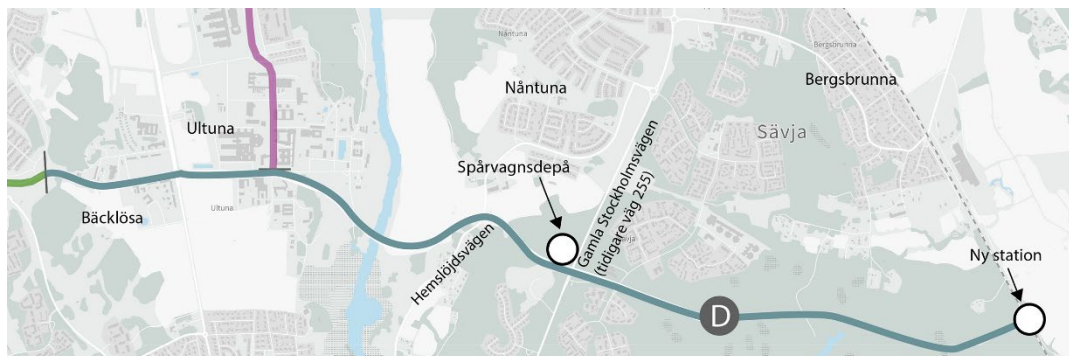 Nåntuna
Bergsbrunna
Bergsbrunna
Nåntuna
Ultuna
Sävja
Spårvagnsdepå
Gamla Stockholmsvägen
(tidigare väg 255)
Bäcklösa
Ultuna
Hemslöjdsvägen
Ny station
D